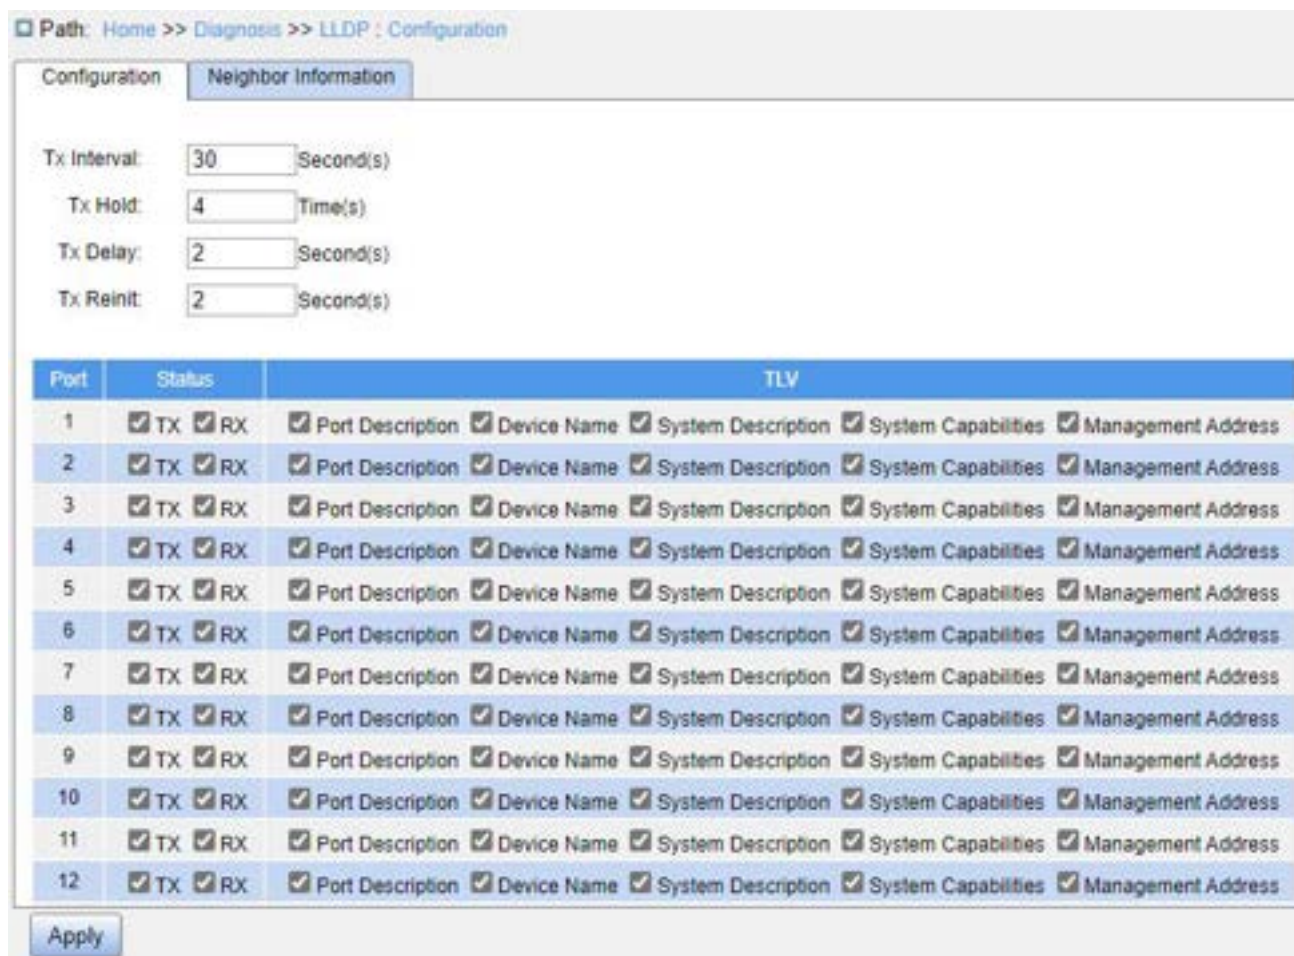 Path: Home >> Diagnosis >> LLDP : Configuration
Configuration Neighbor Information
Tx Interval: 30 Second(s)
Tx Hold: 4 Time(s)
Tx Delay: 2 Second(s)
Tx Reinit: 2 Second(s)
Port Status TLV
1 TX RX Port Description Device Name System Description System Capabilities Management Address
2 TX RX Port Description Device Name System Description System Capabilities Management Address
3 TX RX Port Description Device Name System Description System Capabilities Management Address
4 TX RX Port Description Device Name System Description System Capabilities Management Address
5 TX RX Port Description Device Name System Description System Capabilities Management Address
6 TX RX Port Description Device Name System Description System Capabilities Management Address
7 TX RX Port Description Device Name System Description System Capabilities Management Address
8 TX RX Port Description Device Name System Description System Capabilities Management Address
9 TX RX Port Description Device Name System Description System Capabilities Management Address
10 TX RX Port Description Device Name System Description System Capabilities Management Address
11 TX RX Port Description Device Name System Description System Capabilities Management Address
12 TX RX Port Description Device Name System Description System Capabilities Management Address
Apply